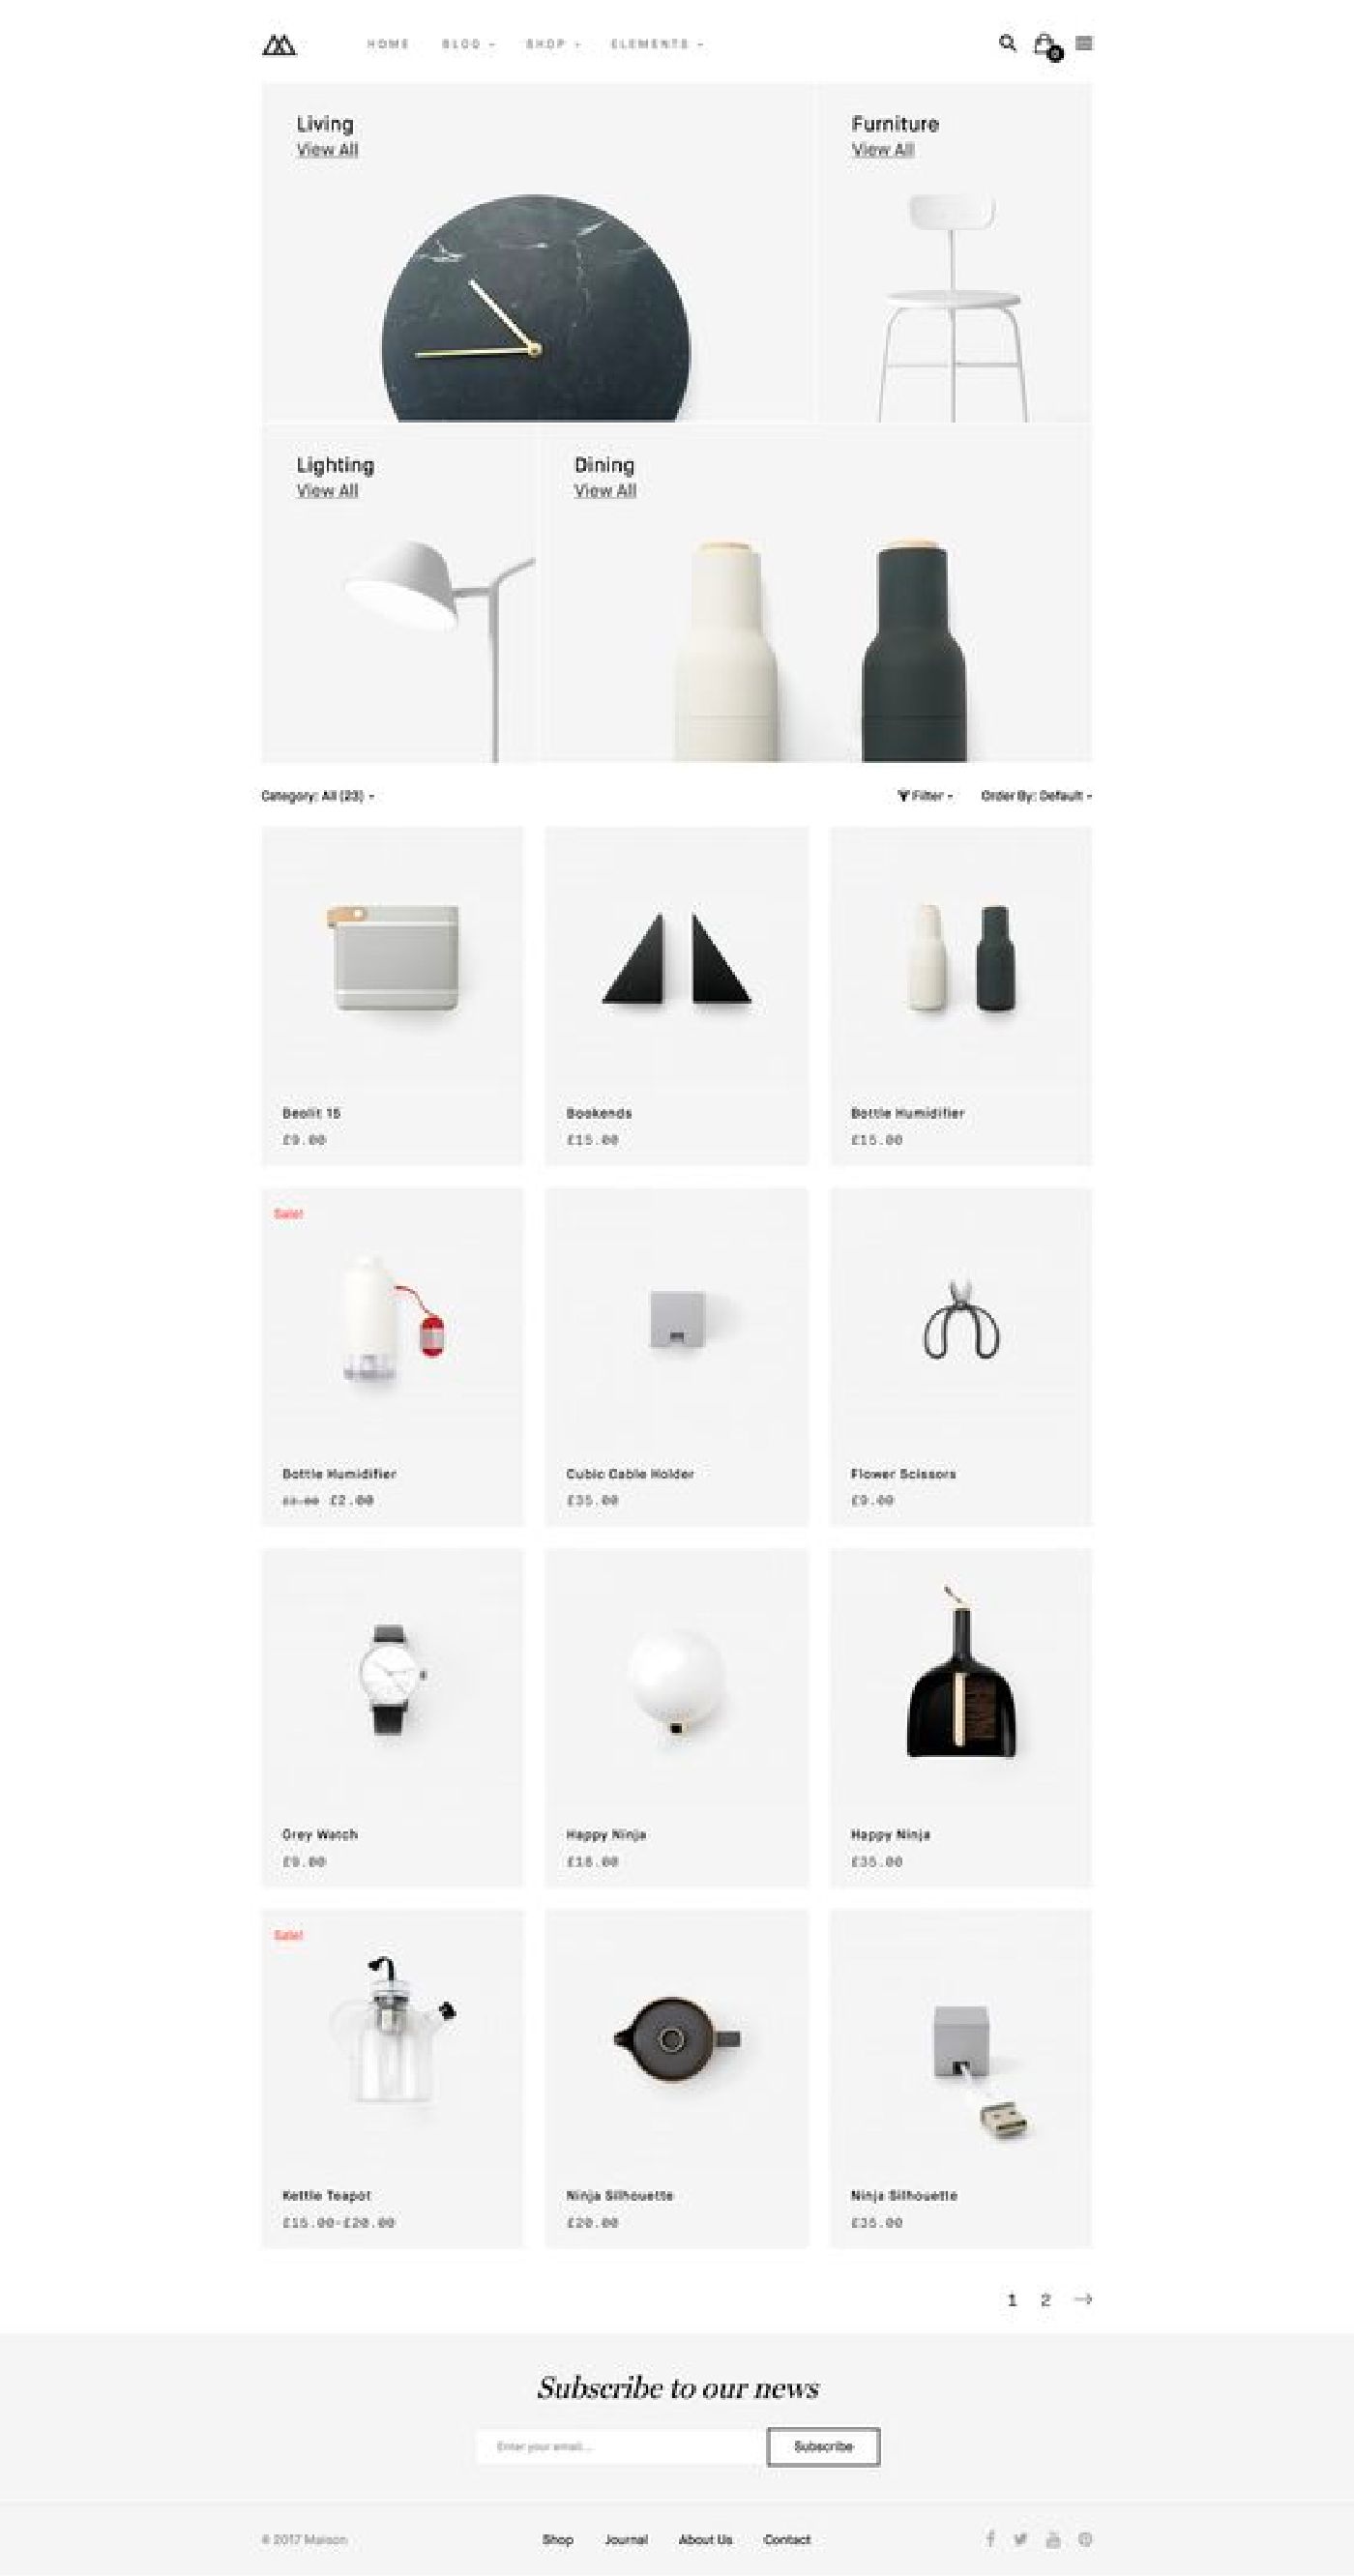 HOME BLOG SHOP ELEMENTS
0
Living
View All
Furniture
View All
Lighting
View All
Dining
View All
Category: All (23)
Filter
Order By: Default
Beolit 15
£9.00
Bookends
£15.00
Bottle Humidifier
£15.00
Sale!
Bottle Humidifier
£2.00
Cubic Cable Holder
£35.00
Flower Scissors
£9.00
Grey Watch
£9.00
Happy Ninja
£18.00
Happy Ninja
£35.00
Sale!
Kettle Teapot
£15.00-£20.00
Ninja Silhouette
£20.00
Ninja Silhouette
£35.00
1 2 →
Subscribe to our news
Enter your email...
Subscribe
© 2017 Maison
Shop Journal About Us Contact